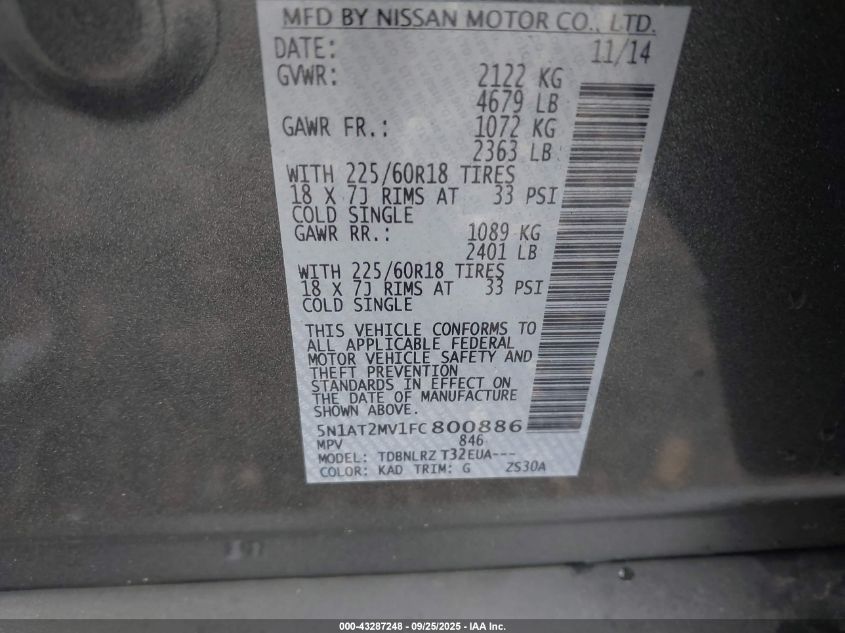 MFD BY NISSAN MOTOR CO., LTD.
DATE: 11/14
GVWR: 2122 KG
4679 LB
GAWR FR.: 1072 KG
2363 LB
WITH 225/60R18 TIRES
18 X 7J RIMS AT 33 PSI
COLD SINGLE
GAWR RR.: 1089 KG
2401 LB
WITH 225/60R18 TIRES
18 X 7J RIMS AT 33 PSI
COLD SINGLE
THIS VEHICLE CONFORMS TO
ALL APPLICABLE FEDERAL
MOTOR VEHICLE SAFETY AND
THEFT PREVENTION
STANDARDS IN EFFECT ON
THE DATE OF MANUFACTURE
SHOWN ABOVE.
5N1AT2MV1FC800886
MPV 846
MODEL: TDBNLRZ T32EUA---
COLOR: KAD TRIM: G ZS30A
000-43287248 - 09/25/2025 - IAA Inc.